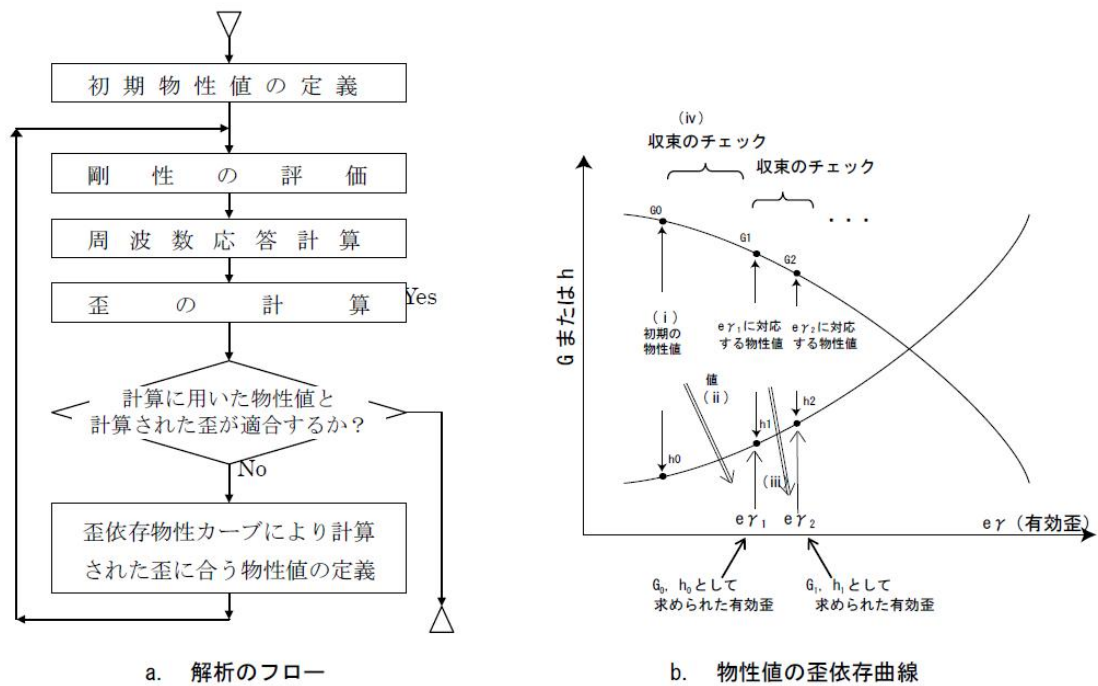 初期物性値の定義
剛性の評価
周波数応答計算
歪の計算
Yes
計算に用いた物性値と
計算された歪が適合するか？
No
歪依存物性カーブにより計算
された歪に合う物性値の定義
a. 解析のフロー
(iv)
収束のチェック
収束のチェック
・・・
G0
G1
G2
Gまたはh
(i)
初期の
物性値
eγ₁に対応
する物性値
eγ₂に対応
する物性値
値
(ii)
h2
h1
h0
(iii)
eγ₁
eγ₂
eγ（有効歪）
G₀, h₀として
求められた有効歪
G₁, h₁として
求められた有効歪
b. 物性値の歪依存曲線